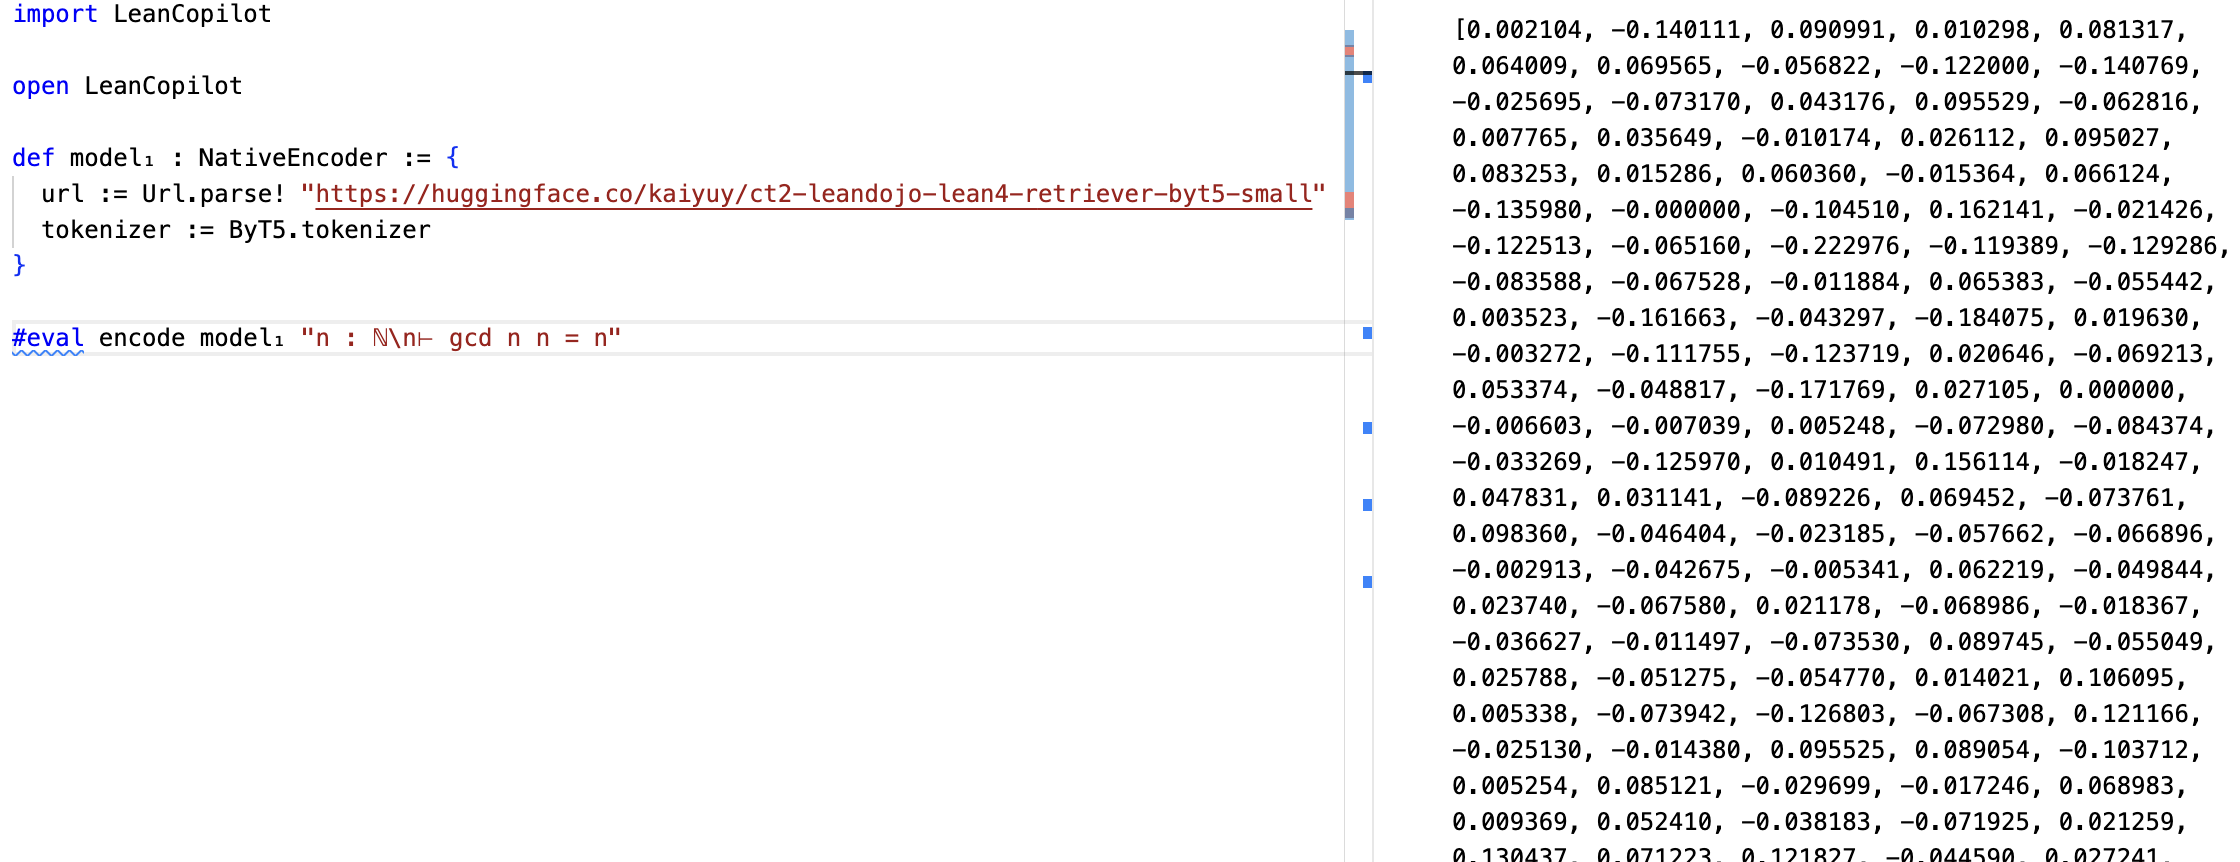 import LeanCopilot
open LeanCopilot
def model₁ : NativeEncoder := {
  url := Url.parse! "https://huggingface.co/kaiyuy/ct2-leandojo-lean4-retriever-byt5-small"
  tokenizer := ByT5.tokenizer
}
#eval encode model₁ "n : ℕ\n⊢ gcd n n = n"
[0.002104, -0.140111, 0.090991, 0.010298, 0.081317,
0.064009, 0.069565, -0.056822, -0.122000, -0.140769,
-0.025695, -0.073170, 0.043176, 0.095529, -0.062816,
0.007765, 0.035649, -0.010174, 0.026112, 0.095027,
0.083253, 0.015286, 0.060360, -0.015364, 0.066124,
-0.135980, -0.000000, -0.104510, 0.162141, -0.021426,
-0.122513, -0.065160, -0.222976, -0.119389, -0.129286,
-0.083588, -0.067528, -0.011884, 0.065383, -0.055442,
0.003523, -0.161663, -0.043297, -0.184075, 0.019630,
-0.003272, -0.111755, -0.123719, 0.020646, -0.069213,
0.053374, -0.048817, -0.171769, 0.027105, 0.000000,
-0.006603, -0.007039, 0.005248, -0.072980, -0.084374,
-0.033269, -0.125970, 0.010491, 0.156114, -0.018247,
0.047831, 0.031141, -0.089226, 0.069452, -0.073761,
0.098360, -0.046404, -0.023185, -0.057662, -0.066896,
-0.002913, -0.042675, -0.005341, 0.062219, -0.049844,
0.023740, -0.067580, 0.021178, -0.068986, -0.018367,
-0.036627, -0.011497, -0.073530, 0.089745, -0.055049,
0.025788, -0.051275, -0.054770, 0.014021, 0.106095,
0.005338, -0.073942, -0.126803, -0.067308, 0.121166,
-0.025130, -0.014380, 0.095525, 0.089054, -0.103712,
0.005254, 0.085121, -0.029699, -0.017246, 0.068983,
0.009369, 0.052410, -0.038183, -0.071925, 0.021259,
0.130437, 0.071223, 0.121827, -0.044590, 0.027241,